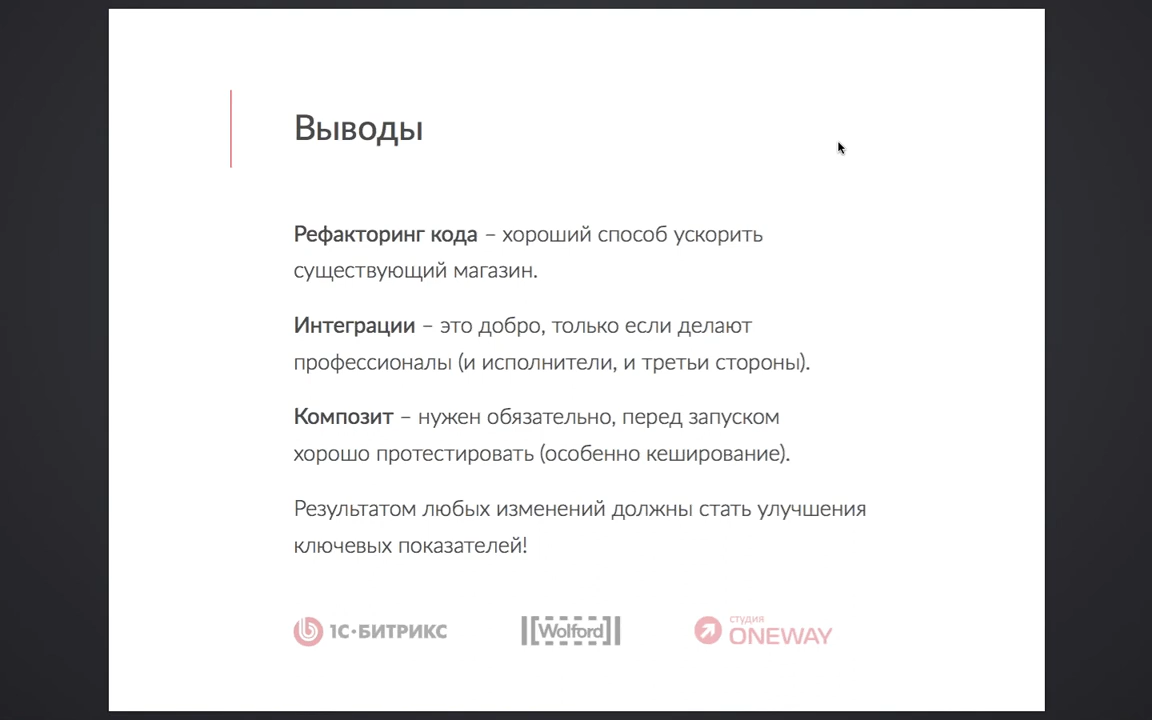 Выводы
Рефакторинг кода – хороший способ ускорить
существующий магазин.
Интеграции – это добро, только если делают
профессионалы (и исполнители, и третьи стороны).
Композит – нужен обязательно, перед запуском
хорошо протестировать (особенно кеширование).
Результатом любых изменений должны стать улучшения
ключевых показателей!
1С·БИТРИКС
Wolford
студия
ONEWAY